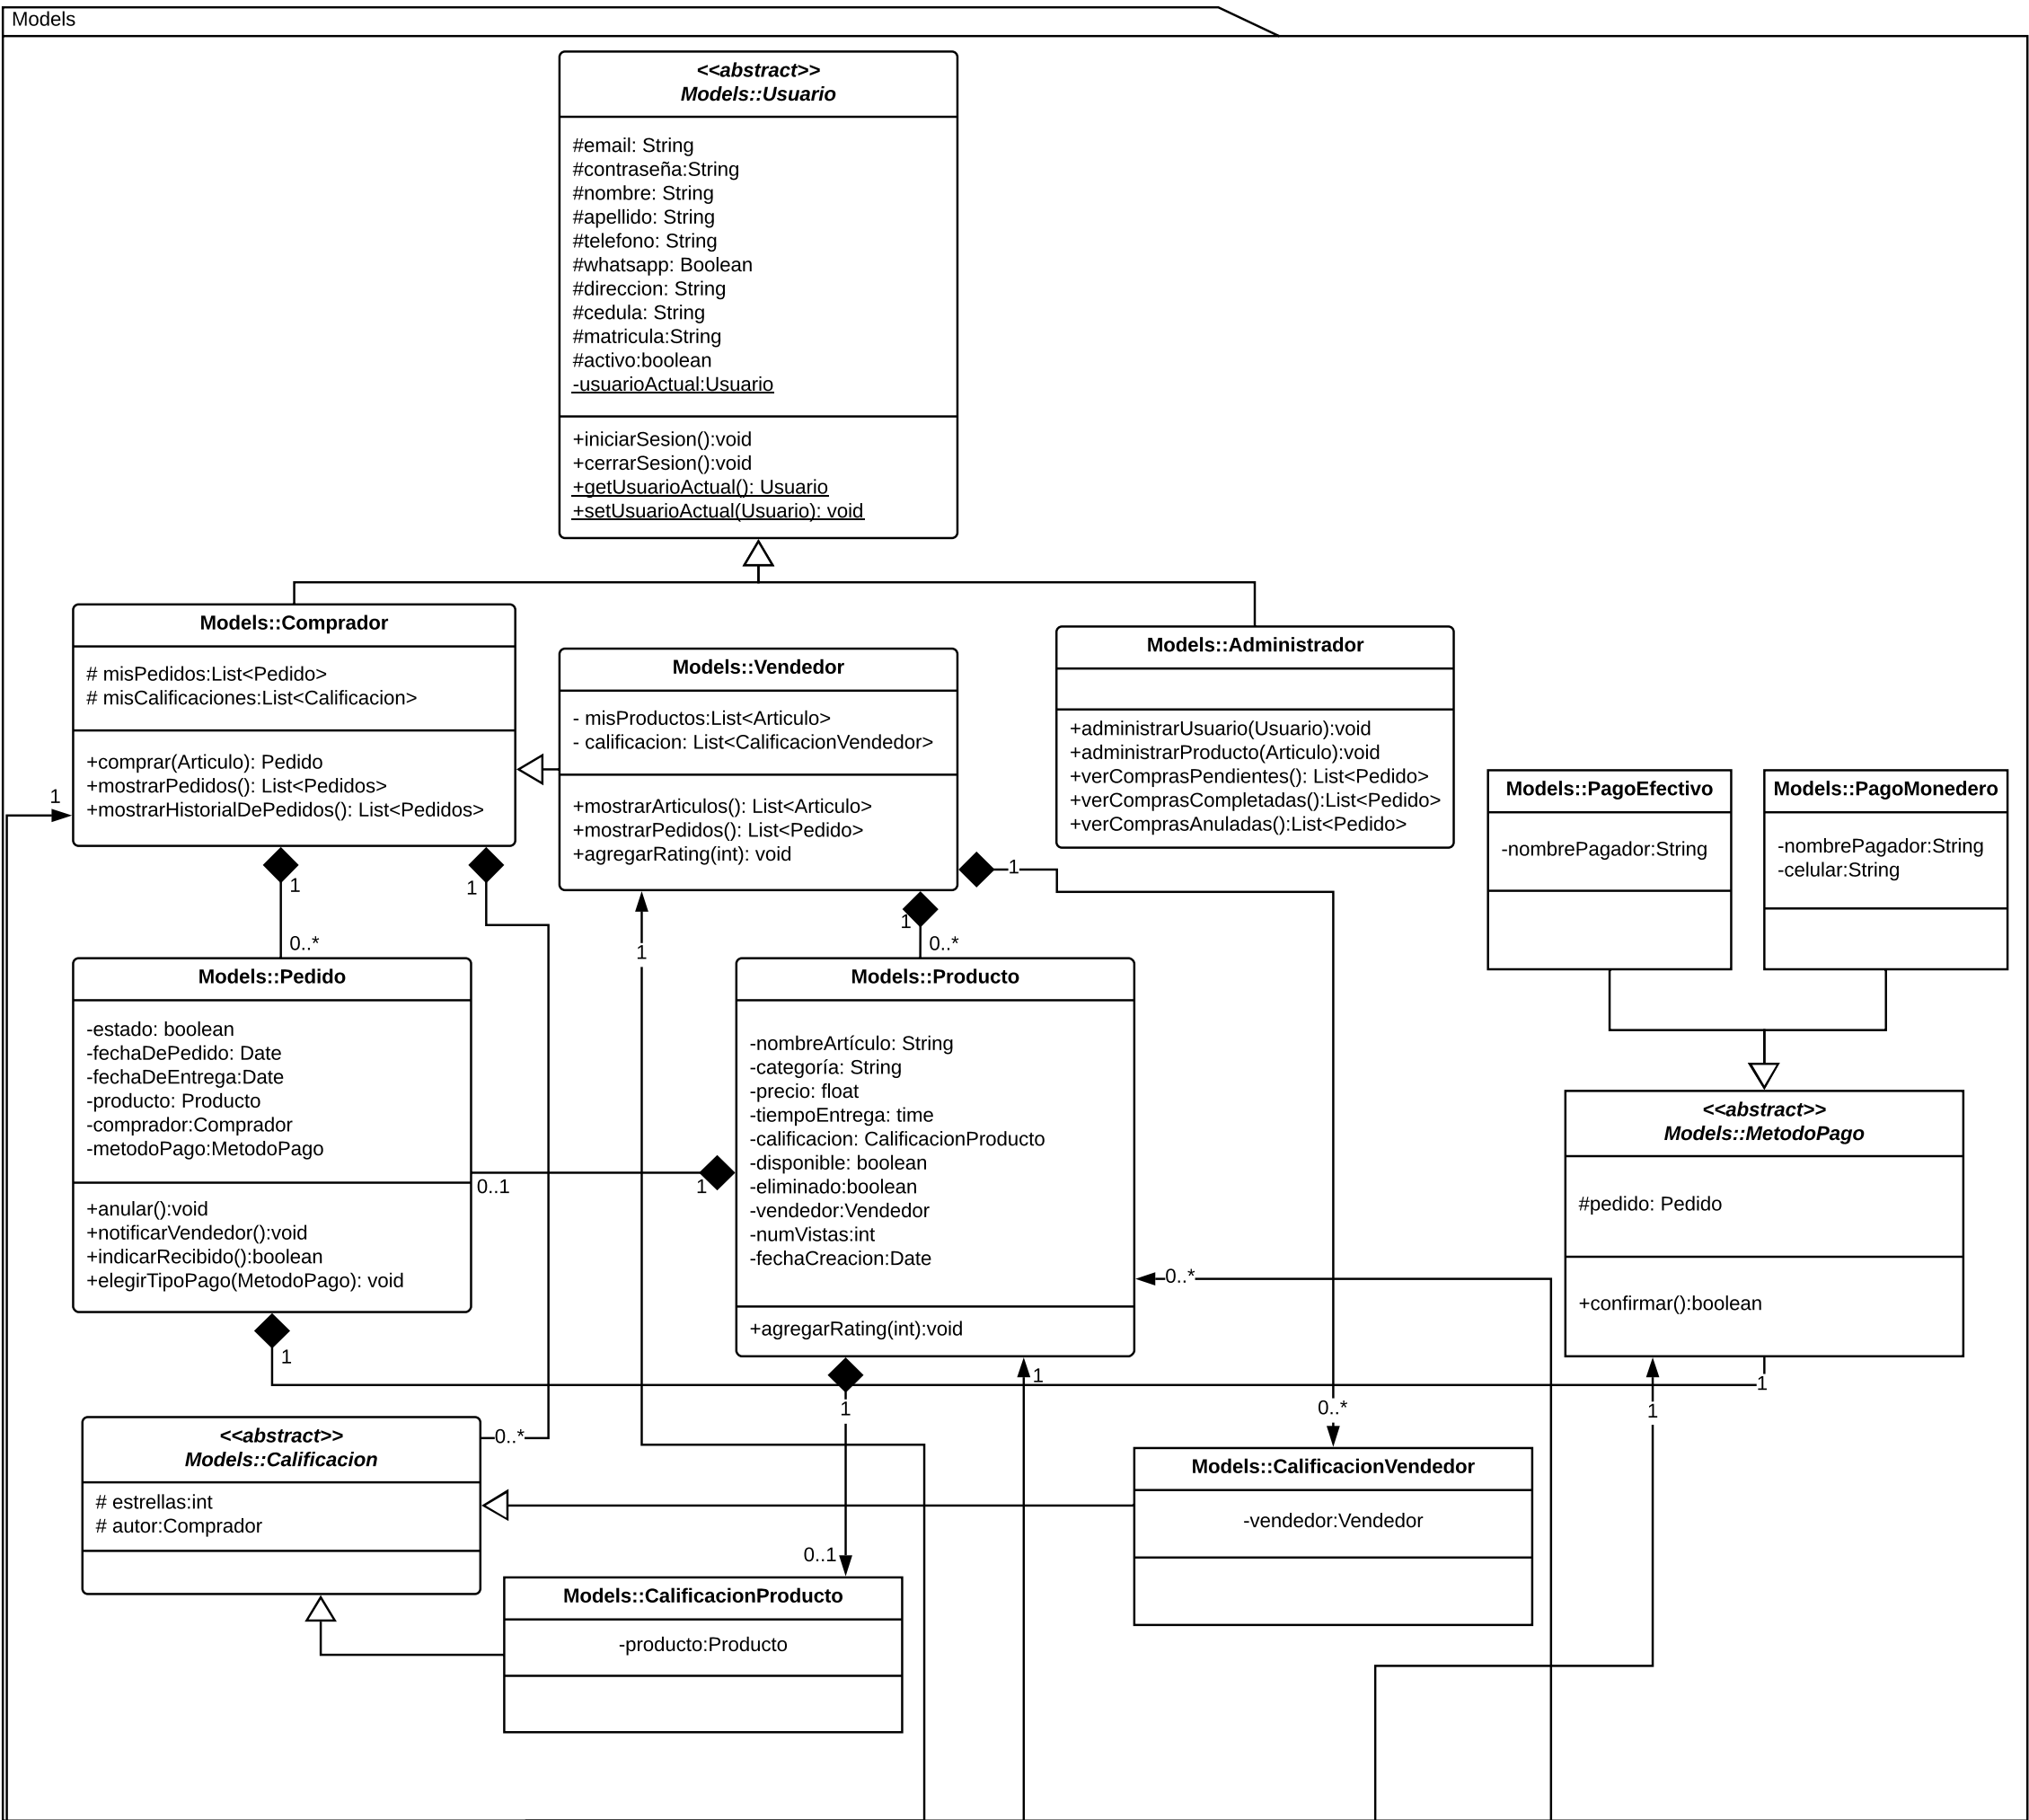 Models
<<abstract>>
Models::Usuario
#email: String
#contraseña:String
#nombre: String
#apellido: String
#telefono: String
#whatsapp: Boolean
#direccion: String
#cedula: String
#matricula:String
#activo:boolean
-usuarioActual:Usuario
+iniciarSesion():void
+cerrarSesion():void
+getUsuarioActual(): Usuario
+setUsuarioActual(Usuario): void
Models::Comprador
# misPedidos:List<Pedido>
# misCalificaciones:List<Calificacion>
+comprar(Articulo): Pedido
+mostrarPedidos(): List<Pedidos>
+mostrarHistorialDePedidos(): List<Pedidos>
Models::Vendedor
- misProductos:List<Articulo>
- calificacion: List<CalificacionVendedor>
+mostrarArticulos(): List<Articulo>
+mostrarPedidos(): List<Pedido>
+agregarRating(int): void
Models::Administrador
+administrarUsuario(Usuario):void
+administrarProducto(Articulo):void
+verComprasPendientes(): List<Pedido>
+verComprasCompletadas():List<Pedido>
+verComprasAnuladas():List<Pedido>
Models::PagoEfectivo
-nombrePagador:String
Models::PagoMonedero
-nombrePagador:String
-celular:String
1
1
1
1
1
1
0..*
0..*
Models::Pedido
-estado: boolean
-fechaDePedido: Date
-fechaDeEntrega:Date
-producto: Producto
-comprador:Comprador
-metodoPago:MetodoPago
+anular():void
+notificarVendedor():void
+indicarRecibido():boolean
+elegirTipoPago(MetodoPago): void
0..1
1
Models::Producto
-nombreArtículo: String
-categoría: String
-precio: float
-tiempoEntrega: time
-calificacion: CalificacionProducto
-disponible: boolean
-eliminado:boolean
-vendedor:Vendedor
-numVistas:int
-fechaCreacion:Date
+agregarRating(int):void
0..*
<<abstract>>
Models::MetodoPago
#pedido: Pedido
+confirmar():boolean
1
1
1
1
1
0..*
0..*
<<abstract>>
Models::Calificacion
# estrellas:int
# autor:Comprador
Models::CalificacionVendedor
-vendedor:Vendedor
0..1
Models::CalificacionProducto
-producto:Producto